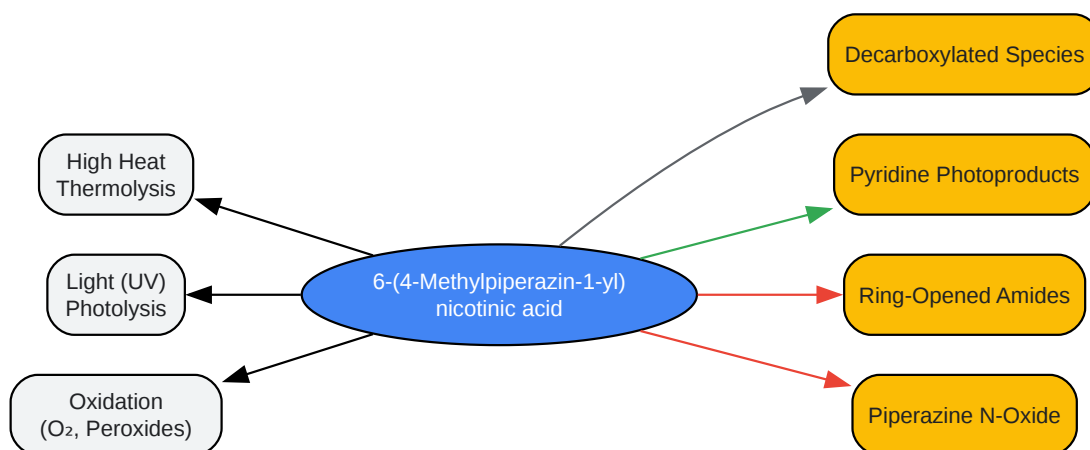 High Heat
Thermolysis
Light (UV)
Photolysis
Oxidation
(O₂, Peroxides)
6-(4-Methylpiperazin-1-yl)
nicotinic acid
Decarboxylated Species
Pyridine Photoproducts
Ring-Opened Amides
Piperazine N-Oxide